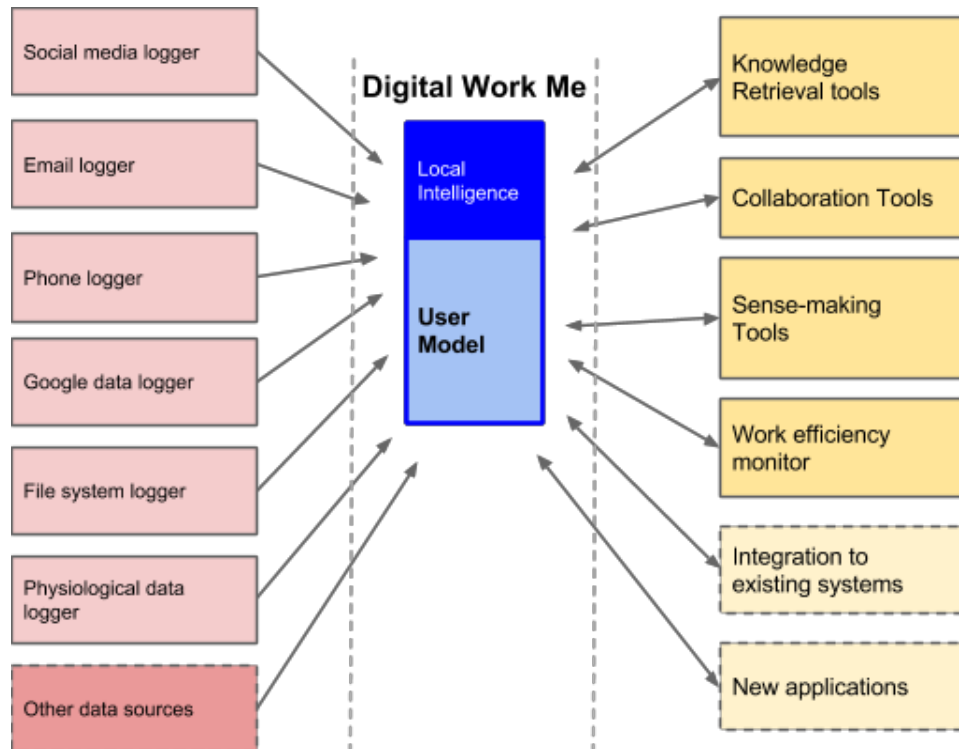 Social media logger
Email logger
Phone logger
Google data logger
File system logger
Physiological data
logger
Other data sources
Digital Work Me
Local
Intelligence
User
Model
Knowledge
Retrieval tools
Collaboration Tools
Sense-making
Tools
Work efficiency
monitor
Integration to
existing systems
New applications